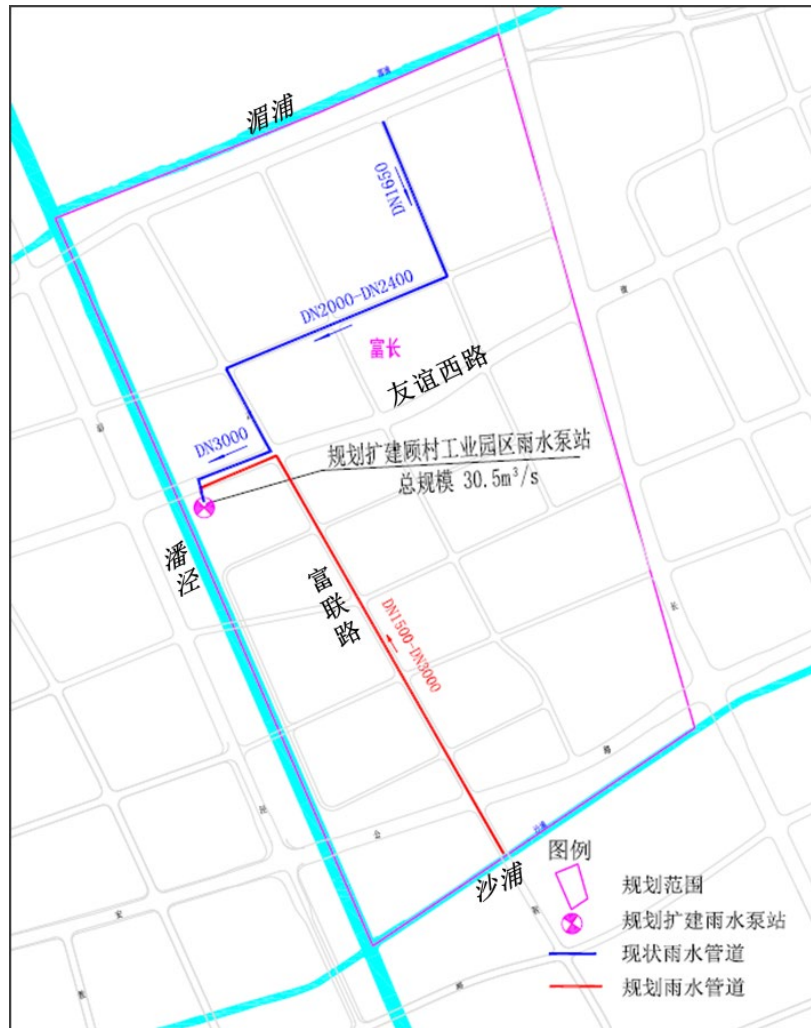 湄浦
DN1650
DN2000-DN2400
富长
友谊西路
DN3000
规划扩建顾村工业园区雨水泵站
总规模 30.5m³/s
潘泾
富联路
DN1500-DN3000
沙浦
图例
规划范围
规划扩建雨水泵站
现状雨水管道
规划雨水管道